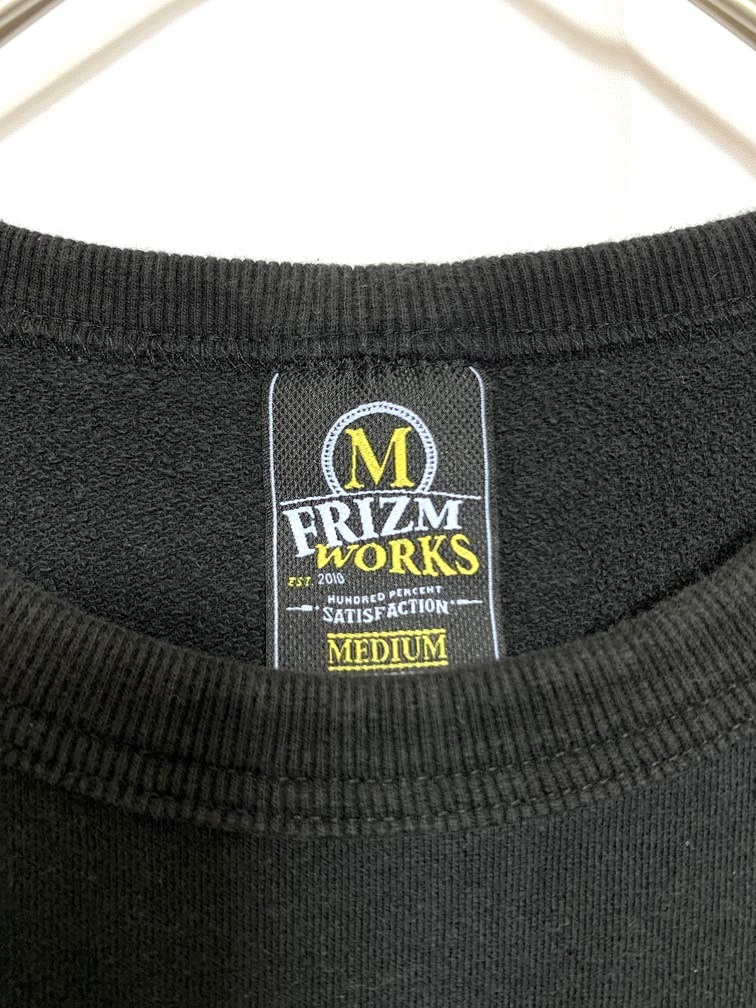 M
FRIZM
WORKS
EST. 2010
HUNDRED PERCENT
SATISFACTION
MEDIUM